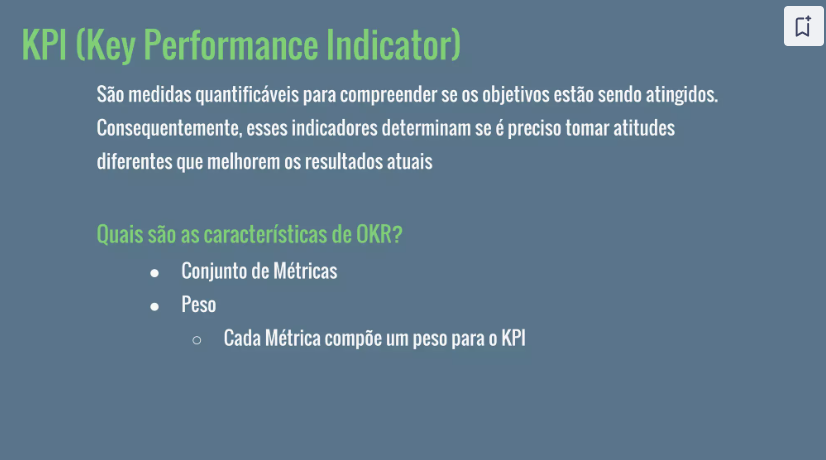 KPI (Key Performance Indicator)
São medidas quantificáveis para compreender se os objetivos estão sendo atingidos.
Consequentemente, esses indicadores determinam se é preciso tomar atitudes
diferentes que melhorem os resultados atuais
Quais são as características de OKR?
● Conjunto de Métricas
● Peso
○ Cada Métrica compõe um peso para o KPI